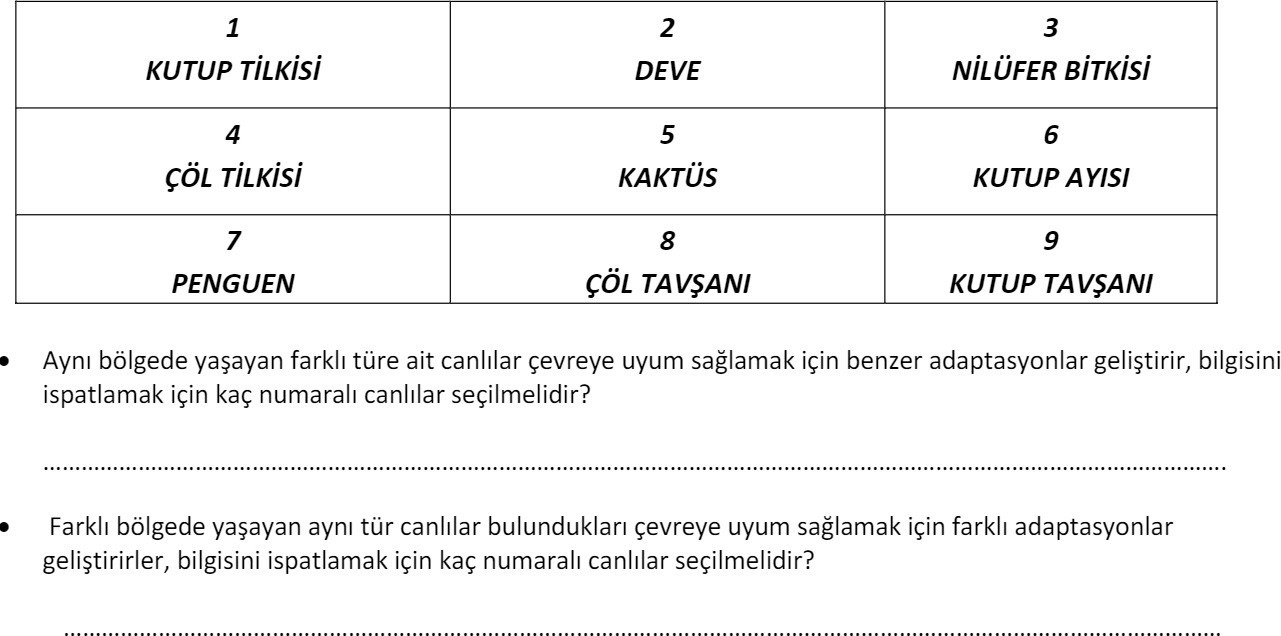 1 2 3
KUTUP TİLKİSİ DEVE NİLÜFER BİTKİSİ
4 5 6
ÇÖL TİLKİSİ KAKTÜS KUTUP AYISI
7 8 9
PENGUEN ÇÖL TAVŞANI KUTUP TAVŞANI
• Aynı bölgede yaşayan farklı türe ait canlılar çevreye uyum sağlamak için benzer adaptasyonlar geliştirir, bilgisini
ispatlamak için kaç numaralı canlılar seçilmelidir?
……………………………………………………………………………………………………………………………….
• Farklı bölgede yaşayan aynı tür canlılar bulundukları çevreye uyum sağlamak için farklı adaptasyonlar
geliştirirler, bilgisini ispatlamak için kaç numaralı canlılar seçilmelidir?
………………………………………………………………………………………………………………………………